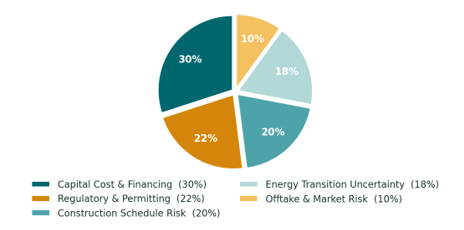 10%
30%
18%
22%
20%
Capital Cost & Financing (30%)
Regulatory & Permitting (22%)
Construction Schedule Risk (20%)
Energy Transition Uncertainty (18%)
Offtake & Market Risk (10%)